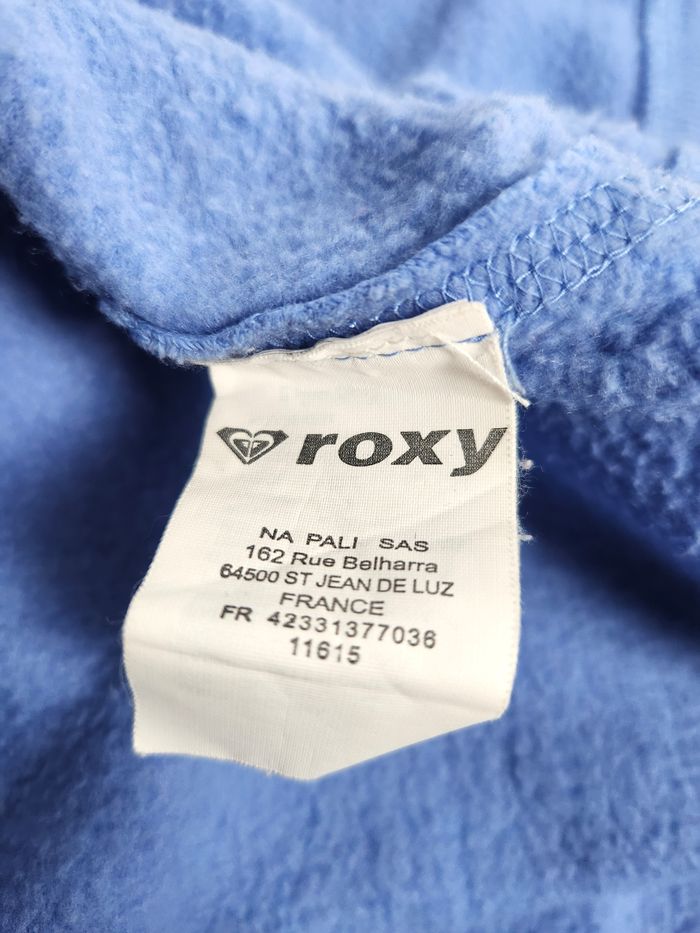 roxy
NA PALI SAS
162 Rue Belharra
64500 ST JEAN DE LUZ
FRANCE
FR 42331377036
11615